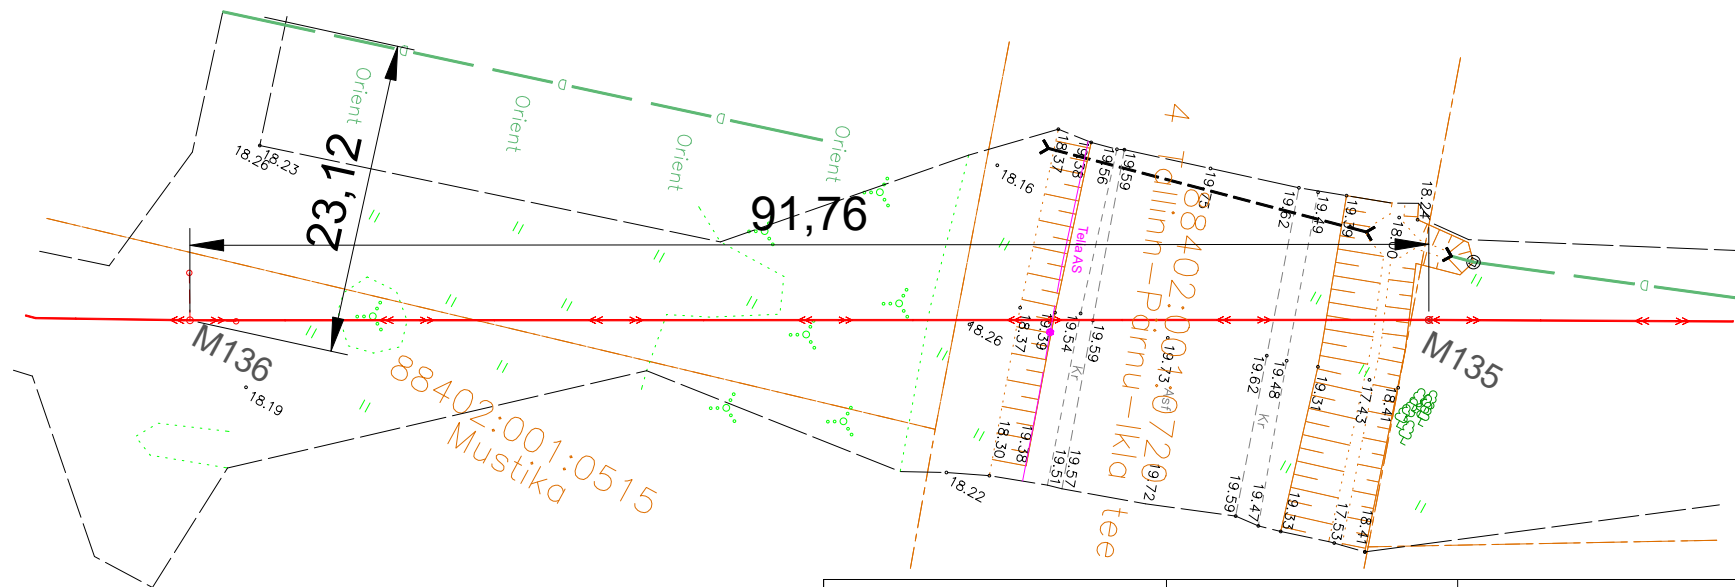 Orient
Orient
Orient
Orient
D
D
D
D
18.26
18.23
23,12
91,76
18.16
18.37
19.38
19.56
19.59
19.75
19.62
19.49
19.39
18.24
18.00
Telia AS
4 Tallinn-Pärnu-Ikla tee
88402:001:0720
M136
M135
18.19
88402:001:0515
Mustika
18.26
18.37
19.39
19.54
19.59
Kr
19.73
Asf
19.62
19.48
Kr
19.31
17.43
18.41
18.30
19.38
19.51
19.57
19.72
18.22
19.59
19.47
19.33
17.53
18.41